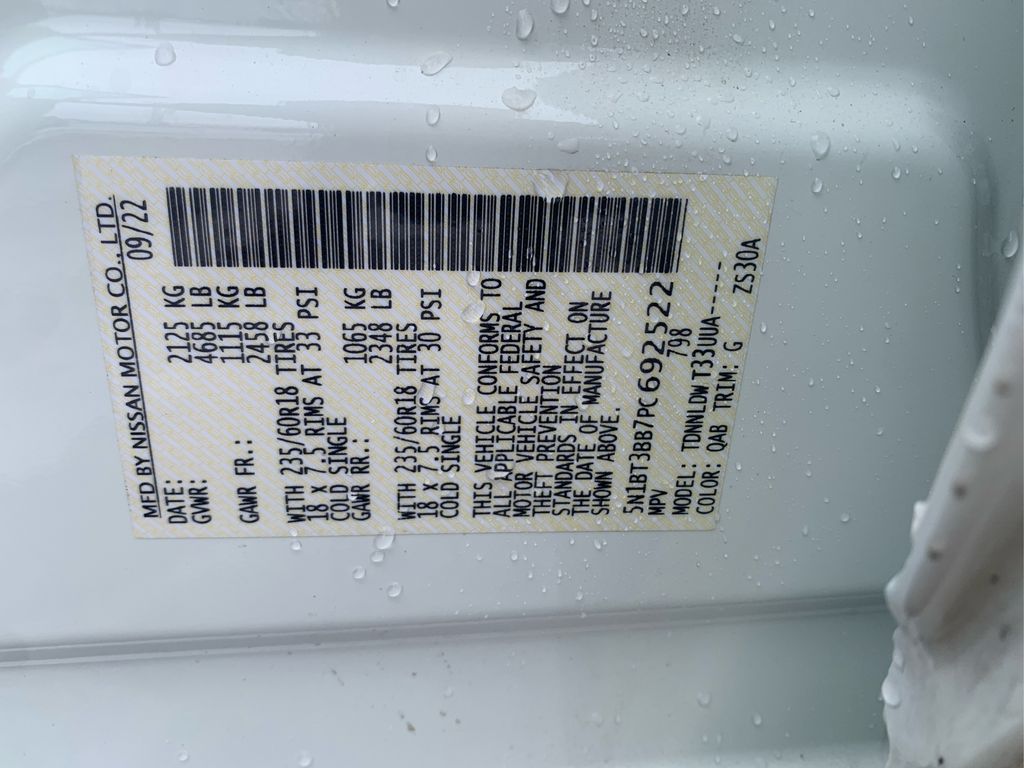 MFD BY NISSAN MOTOR CO., LTD.
DATE: 09/22
GVWR: 2125 KG
4685 LB
GAWR FR.: 1115 KG
2458 LB
WITH 235/60R18 TIRES
18 x 7.5 RIMS AT 33 PSI
COLD SINGLE
GAWR RR.: 1065 KG
2348 LB
WITH 235/60R18 TIRES
18 x 7.5 RIMS AT 30 PSI
COLD SINGLE
THIS VEHICLE CONFORMS TO
ALL APPLICABLE FEDERAL
MOTOR VEHICLE SAFETY AND
THEFT PREVENTION
STANDARDS IN EFFECT ON
THE DATE OF MANUFACTURE
SHOWN ABOVE.
5N1BT3BB7PC692522
MPV 798
MODEL: TDNNLDW T33UUA-----
COLOR: QAB TRIM: G ZS30A